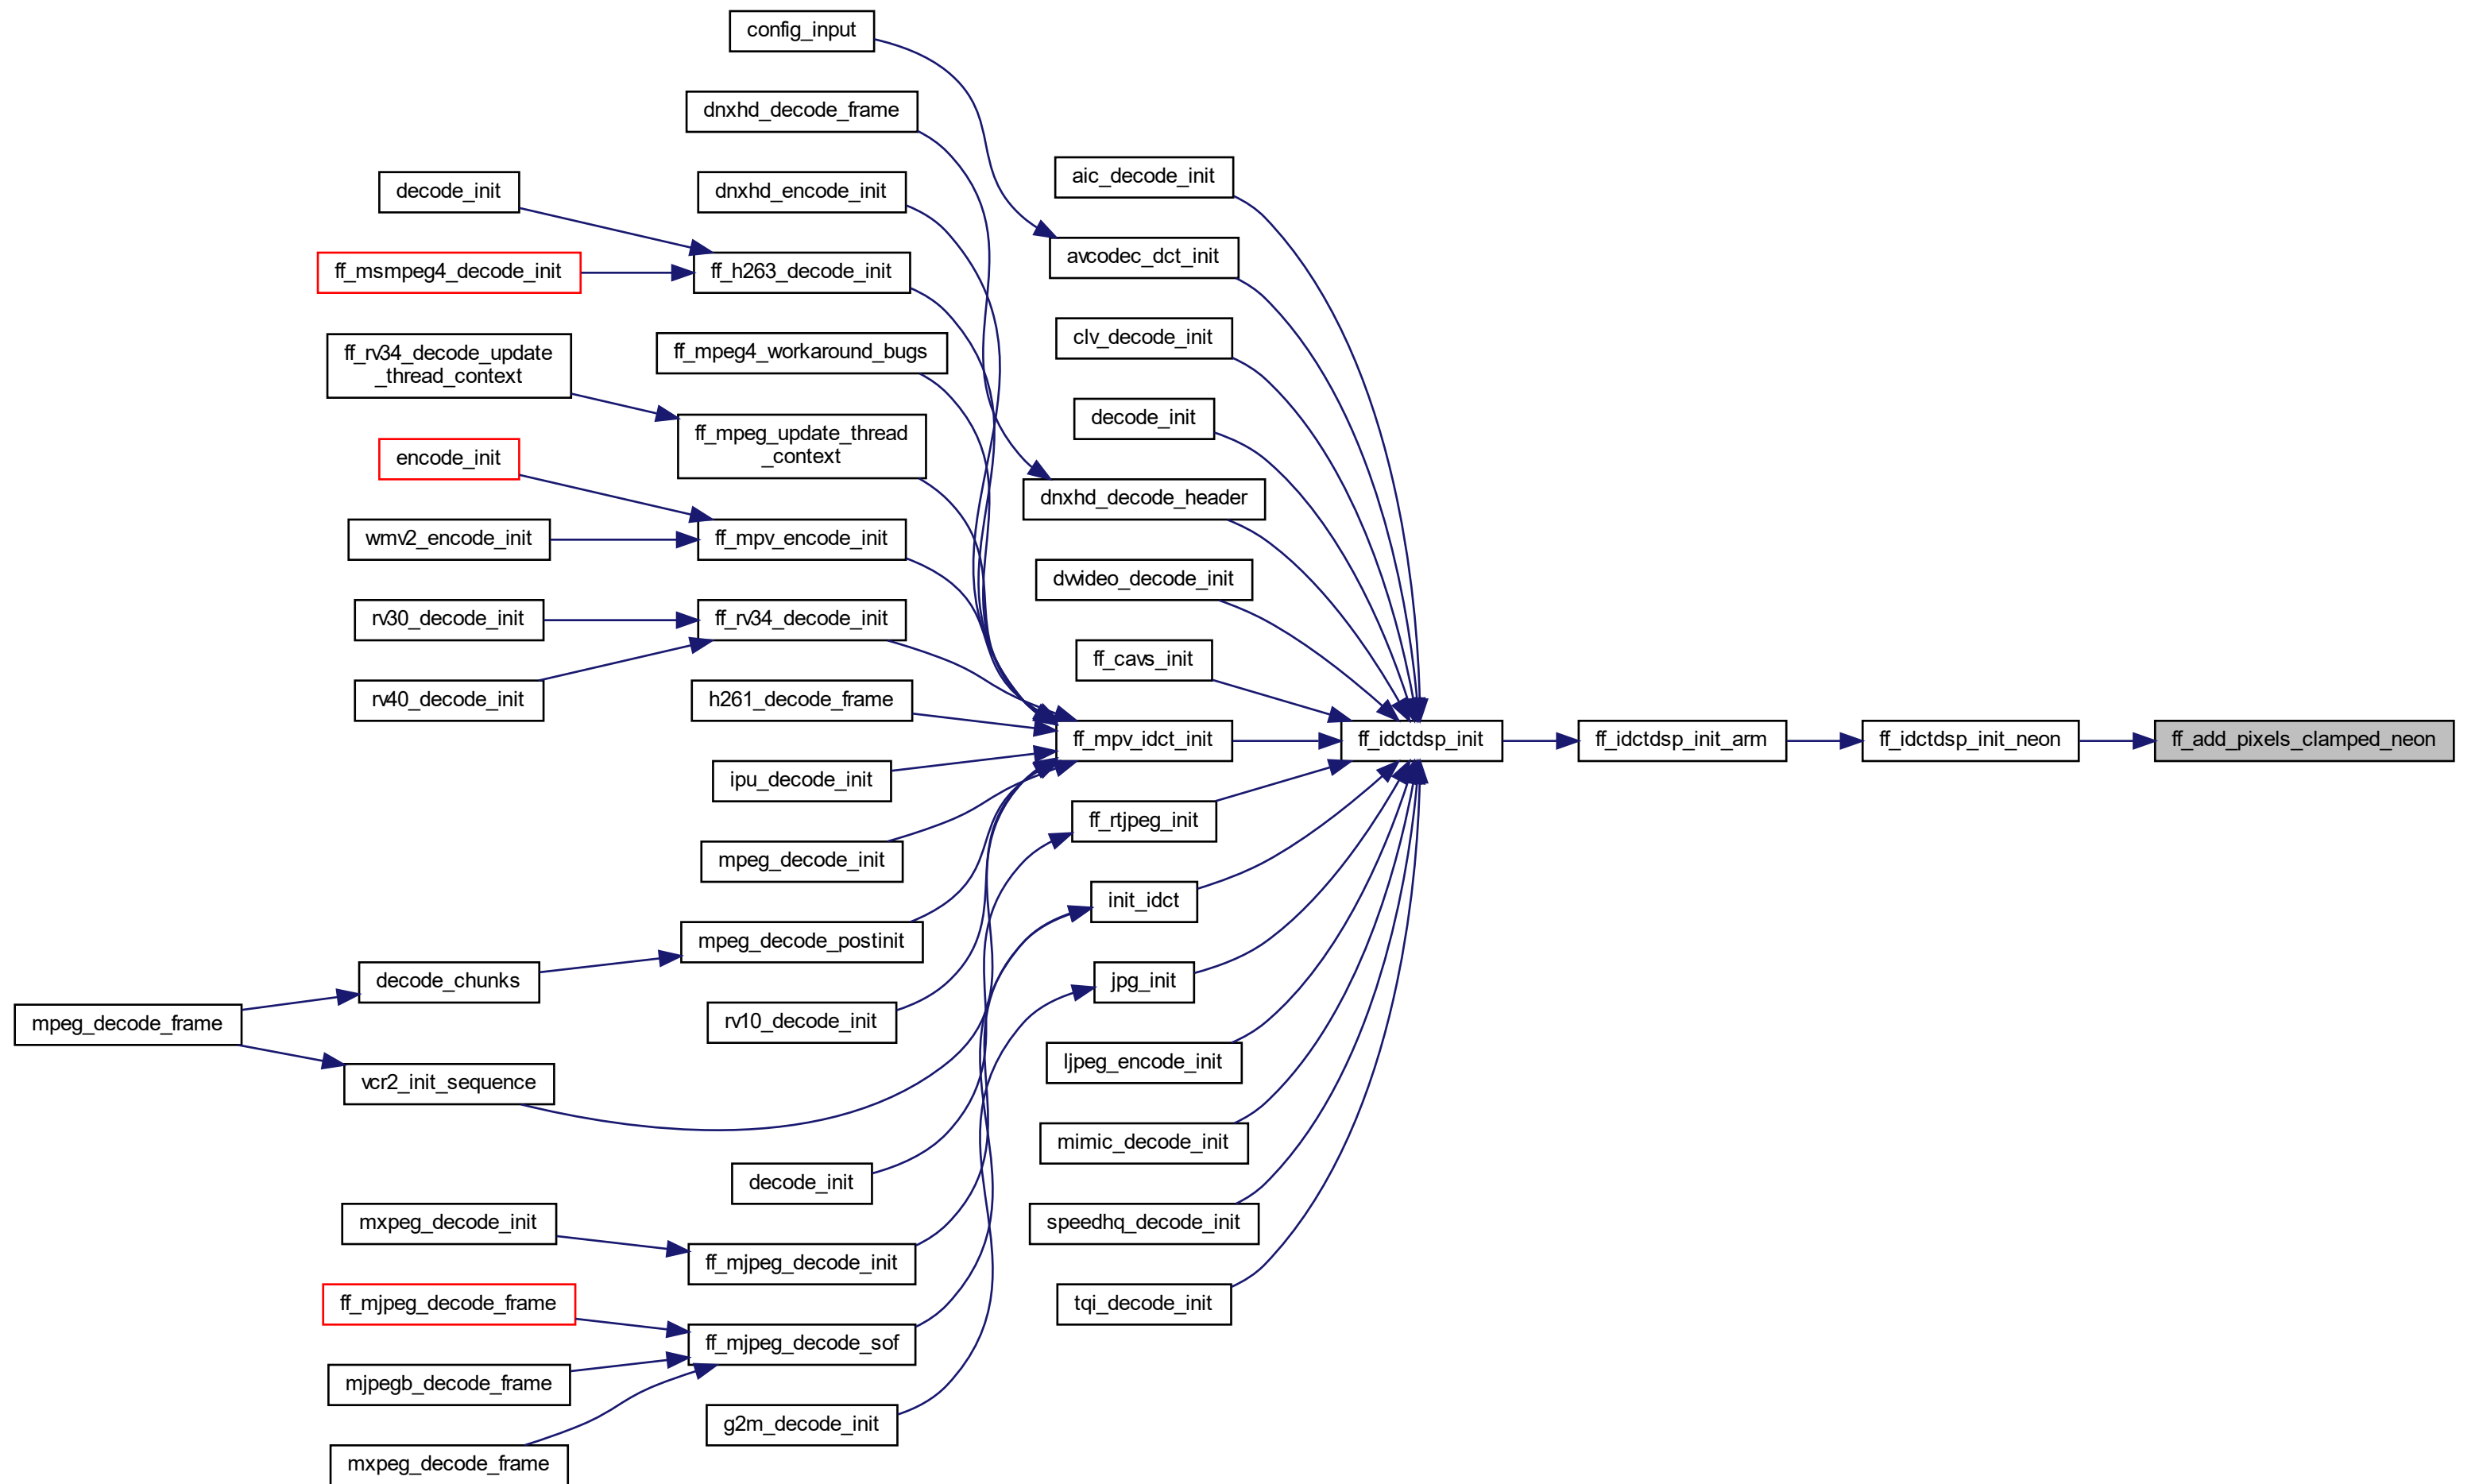 config_input
dnxhd_decode_frame
aic_decode_init
decode_init
dnxhd_encode_init
avcodec_dct_init
ff_msmpeg4_decode_init
ff_h263_decode_init
clv_decode_init
ff_rv34_decode_update
_thread_context
ff_mpeg4_workaround_bugs
decode_init
ff_mpeg_update_thread
_context
encode_init
dnxhd_decode_header
wmv2_encode_init
ff_mpv_encode_init
dvvideo_decode_init
rv30_decode_init
ff_rv34_decode_init
ff_cavs_init
rv40_decode_init
h261_decode_frame
ff_mpv_idct_init
ff_idctdsp_init
ff_idctdsp_init_arm
ff_idctdsp_init_neon
ff_add_pixels_clamped_neon
ipu_decode_init
ff_rtjpeg_init
mpeg_decode_init
init_idct
mpeg_decode_postinit
decode_chunks
jpg_init
mpeg_decode_frame
rv10_decode_init
ljpeg_encode_init
vcr2_init_sequence
mimic_decode_init
decode_init
mxpeg_decode_init
speedhq_decode_init
ff_mjpeg_decode_init
ff_mjpeg_decode_frame
tqi_decode_init
ff_mjpeg_decode_sof
mjpegb_decode_frame
g2m_decode_init
mxpeg_decode_frame